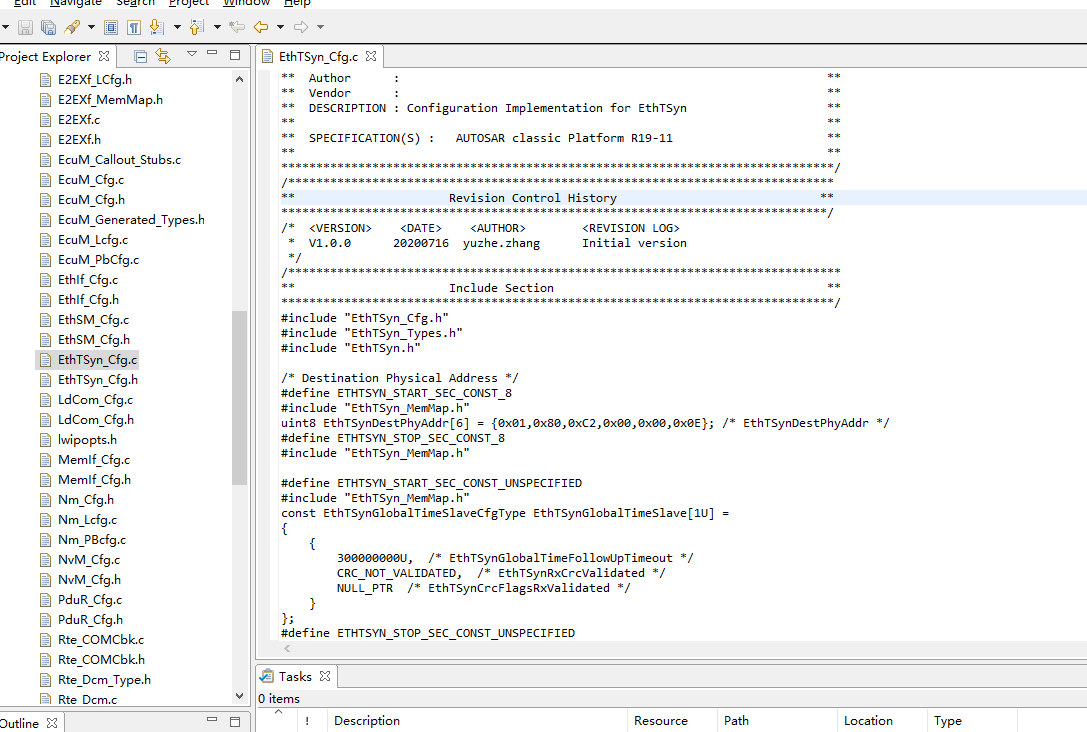 Edit Navigate Search Project Window Help
Project Explorer
E2EXf_LCfg.h
E2EXf_MemMap.h
E2EXf.c
E2EXf.h
EcuM_Callout_Stubs.c
EcuM_Cfg.c
EcuM_Cfg.h
EcuM_Generated_Types.h
EcuM_Lcfg.c
EcuM_PbCfg.c
EthIf_Cfg.c
EthIf_Cfg.h
EthSM_Cfg.c
EthSM_Cfg.h
EthTSyn_Cfg.c
EthTSyn_Cfg.h
LdCom_Cfg.c
LdCom_Cfg.h
lwipopts.h
MemIf_Cfg.c
MemIf_Cfg.h
Nm_Cfg.h
Nm_Lcfg.c
Nm_PBcfg.c
NvM_Cfg.c
NvM_Cfg.h
PduR_Cfg.c
PduR_Cfg.h
Rte_COMCbk.c
Rte_COMCbk.h
Rte_Dcm_Type.h
Rte_Dcm.c
Outline
EthTSyn_Cfg.c
**  Author      :                                                             **
**  Vendor      :                                                             **
**  DESCRIPTION : Configuration Implementation for EthTSyn                    **
**                                                                            **
**  SPECIFICATION(S) :   AUTOSAR classic Platform R19-11                      **
**                                                                            **
*******************************************************************************/
/******************************************************************************
**                      Revision Control History                             **
******************************************************************************/
/*  <VERSION>    <DATE>    <AUTHOR>        <REVISION LOG>
 *  V1.0.0      20200716  yuzhe.zhang      Initial version
 */
/*******************************************************************************
**                      Include Section                                       **
*******************************************************************************/
#include "EthTSyn_Cfg.h"
#include "EthTSyn_Types.h"
#include "EthTSyn.h"
/* Destination Physical Address */
#define ETHTSYN_START_SEC_CONST_8
#include "EthTSyn_MemMap.h"
uint8 EthTSynDestPhyAddr[6] = {0x01,0x80,0xC2,0x00,0x00,0x0E}; /* EthTSynDestPhyAddr */
#define ETHTSYN_STOP_SEC_CONST_8
#include "EthTSyn_MemMap.h"
#define ETHTSYN_START_SEC_CONST_UNSPECIFIED
#include "EthTSyn_MemMap.h"
const EthTSynGlobalTimeSlaveCfgType EthTSynGlobalTimeSlave[1U] =
{
    {
        300000000U,  /* EthTSynGlobalTimeFollowUpTimeout */
        CRC_NOT_VALIDATED,  /* EthTSynRxCrcValidated */
        NULL_PTR  /* EthTSynCrcFlagsRxValidated */
    }
};
#define ETHTSYN_STOP_SEC_CONST_UNSPECIFIED
Tasks
0 items
! Description Resource Path Location Type